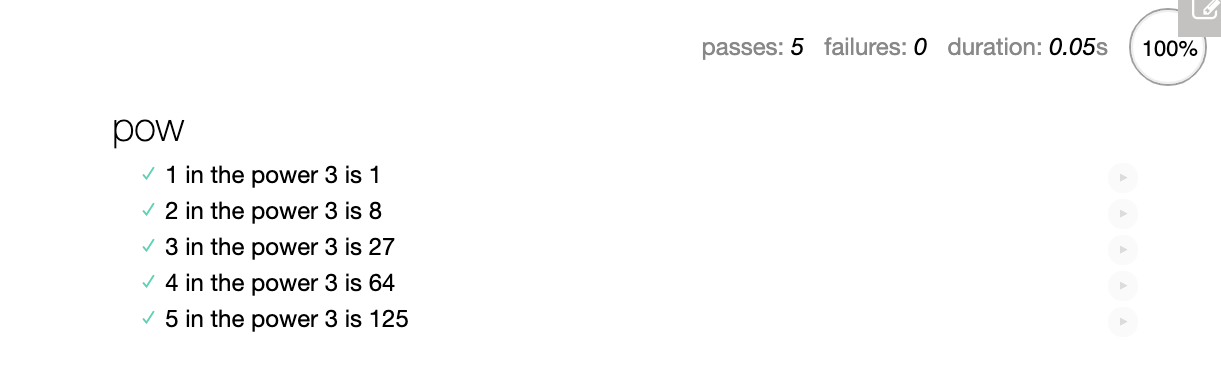 passes: 5 failures: 0 duration: 0.05s 100%
pow
✓ 1 in the power 3 is 1
✓ 2 in the power 3 is 8
✓ 3 in the power 3 is 27
✓ 4 in the power 3 is 64
✓ 5 in the power 3 is 125